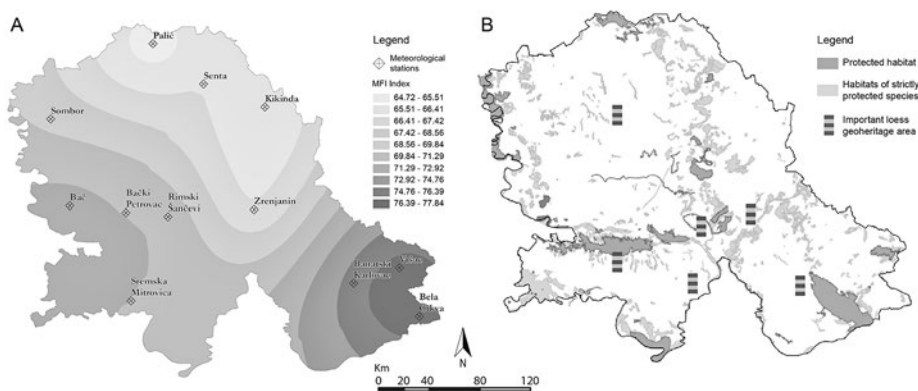 A
Palić
Senta
Kikinda
Sombor
Bač
Bački
Petrovac
Rimski
Šančevi
Zrenjanin
Sremska
Mitrovica
Banatski
Karlovac
Vršac
Bela
Crkva
Legend
Meteorological
stations
MFI Index
64.72 - 65.51
65.51 - 66.41
66.41 - 67.42
67.42 - 68.56
68.56 - 69.84
69.84 - 71.29
71.29 - 72.92
72.92 - 74.76
74.76 - 76.39
76.39 - 77.84
N
Km
0 20 40 80 120
B
Legend
Protected habitat
Habitats of strictly
protected species
Important loess
geoheritage area